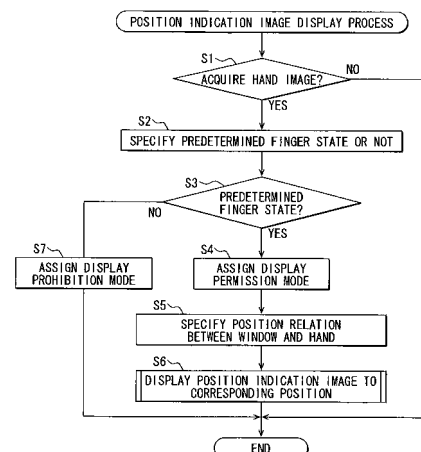 POSITION INDICATION IMAGE DISPLAY PROCESS
S1
ACQUIRE HAND IMAGE?
NO
YES
S2
SPECIFY PREDETERMINED FINGER STATE OR NOT
S3
PREDETERMINED
FINGER STATE?
NO
YES
S7
ASSIGN DISPLAY
PROHIBITION MODE
S4
ASSIGN DISPLAY
PERMISSION MODE
S5
SPECIFY POSITION RELATION
BETWEEN WINDOW AND HAND
S6
DISPLAY POSITION INDICATION IMAGE TO
CORRESPONDING POSITION
END